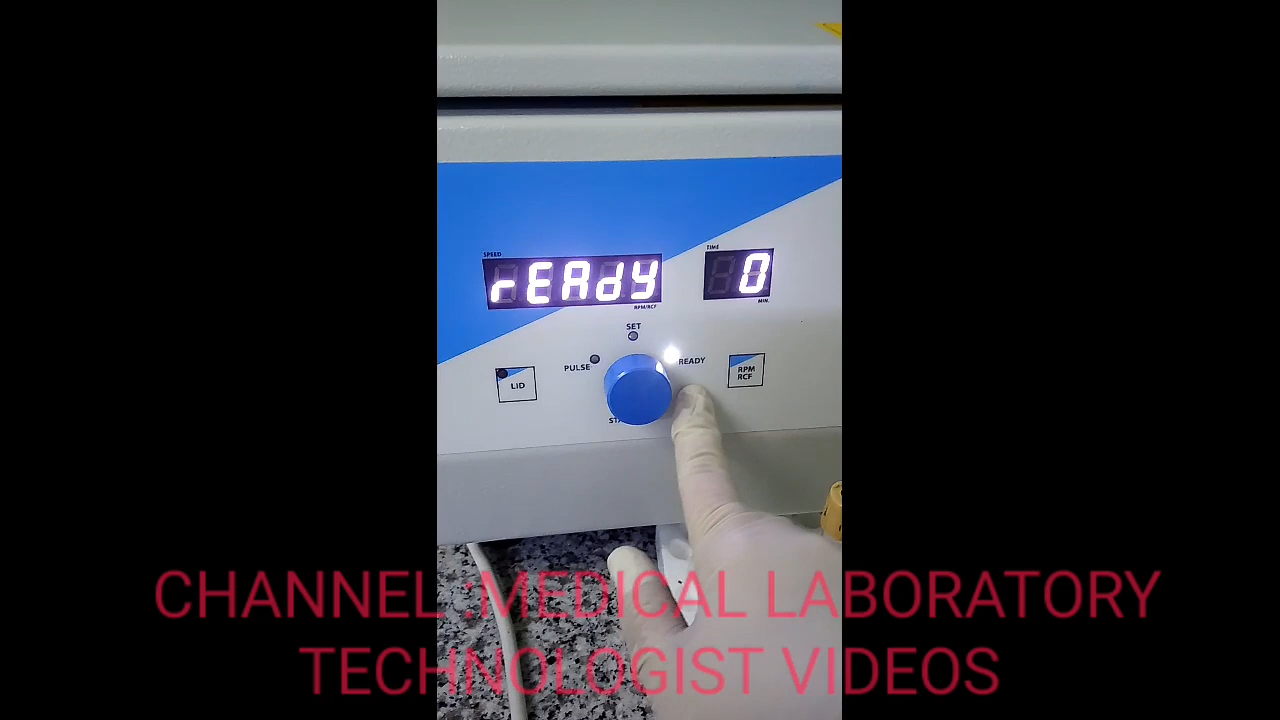 SPEED
TIME
rEAdy
0
RPM/RCF
MIN.
SET
PULSE
READY
LID
RPM
RCF
CHANNEL :MEDICAL LABORATORY
TECHNOLOGIST VIDEOS